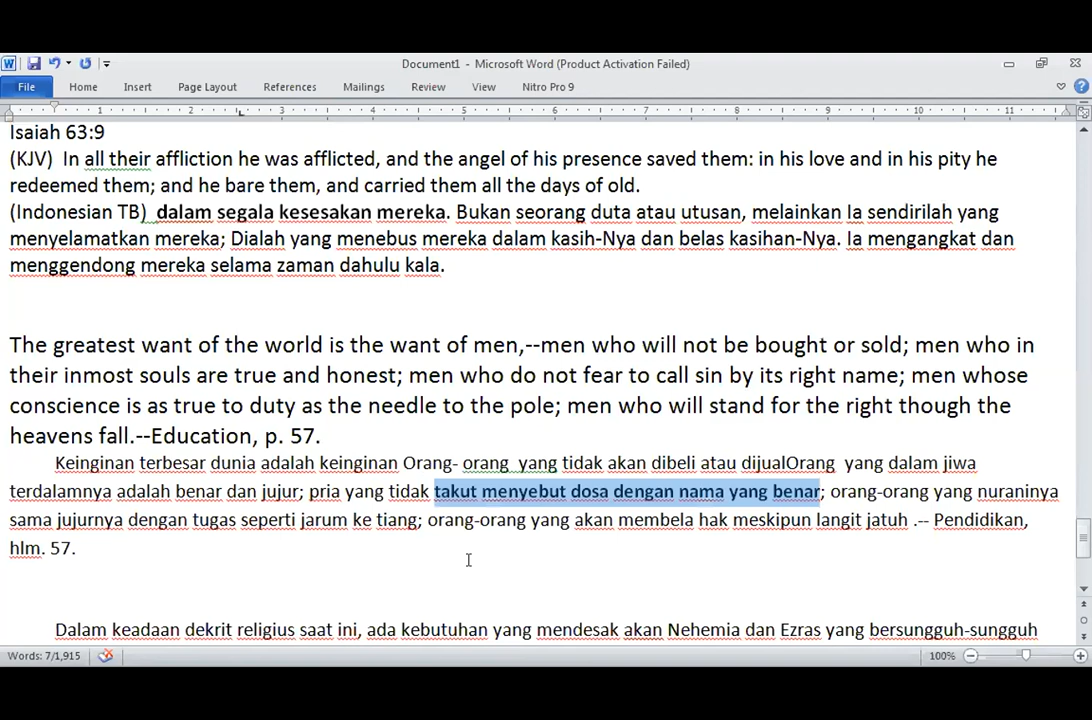 Document1 - Microsoft Word (Product Activation Failed)
File Home Insert Page Layout References Mailings Review View Nitro Pro 9
1 2 3 4 5 6 7 8 9 10 11
Isaiah 63:9
(KJV) In all their affliction he was afflicted, and the angel of his presence saved them: in his love and in his pity he
redeemed them; and he bare them, and carried them all the days of old.
(Indonesian TB) dalam segala kesesakan mereka. Bukan seorang duta atau utusan, melainkan Ia sendirilah yang
menyelamatkan mereka; Dialah yang menebus mereka dalam kasih-Nya dan belas kasihan-Nya. Ia mengangkat dan
menggendong mereka selama zaman dahulu kala.
The greatest want of the world is the want of men,--men who will not be bought or sold; men who in
their inmost souls are true and honest; men who do not fear to call sin by its right name; men whose
conscience is as true to duty as the needle to the pole; men who will stand for the right though the
heavens fall.--Education, p. 57.
Keinginan terbesar dunia adalah keinginan Orang- orang yang tidak akan dibeli atau dijualOrang yang dalam jiwa
terdalamnya adalah benar dan jujur; pria yang tidak takut menyebut dosa dengan nama yang benar; orang-orang yang nuraninya
sama jujurnya dengan tugas seperti jarum ke tiang; orang-orang yang akan membela hak meskipun langit jatuh .-- Pendidikan,
hlm. 57.
Dalam keadaan dekrit religius saat ini, ada kebutuhan yang mendesak akan Nehemia dan Ezras yang bersungguh-sungguh
Words: 7/1,915 100%